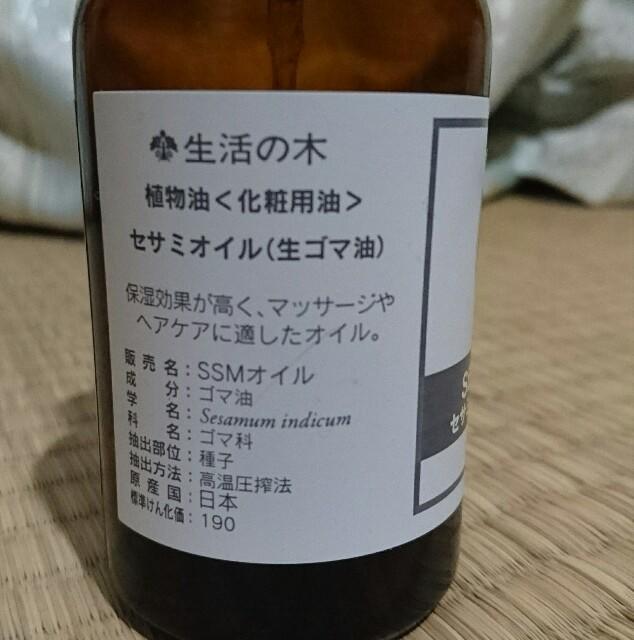 生活の木
植物油<化粧用油>
セサミオイル(生ゴマ油)
保湿効果が高く、マッサージや
ヘアケアに適したオイル。
販売名:SSMオイル
成分:ゴマ油
学名:Sesamum indicum
科名:ゴマ科
抽出部位:種子
抽出方法:高温圧搾法
原産国:日本
標準けん化価:190
S
セサ